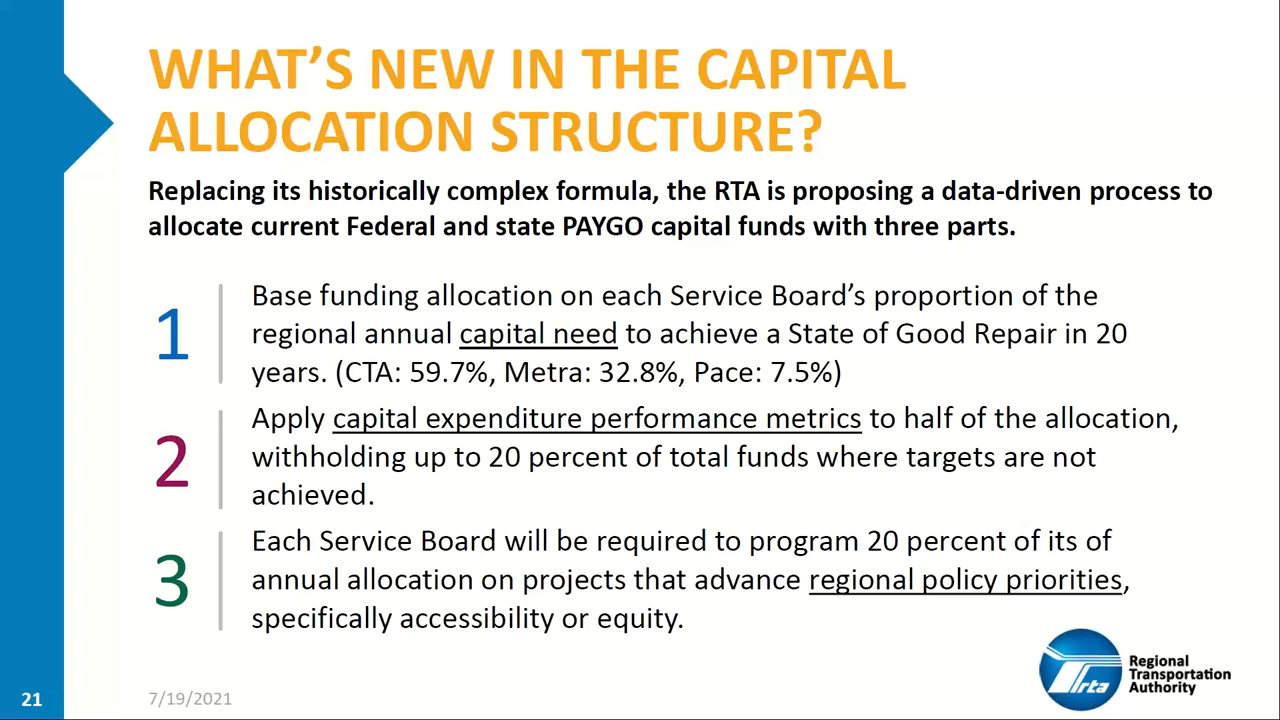 WHAT’S NEW IN THE CAPITAL
ALLOCATION STRUCTURE?
Replacing its historically complex formula, the RTA is proposing a data-driven process to
allocate current Federal and state PAYGO capital funds with three parts.
1
Base funding allocation on each Service Board’s proportion of the
regional annual capital need to achieve a State of Good Repair in 20
years. (CTA: 59.7%, Metra: 32.8%, Pace: 7.5%)
2
Apply capital expenditure performance metrics to half of the allocation,
withholding up to 20 percent of total funds where targets are not
achieved.
3
Each Service Board will be required to program 20 percent of its of
annual allocation on projects that advance regional policy priorities,
specifically accessibility or equity.
21
7/19/2021
rta
Regional
Transportation
Authority